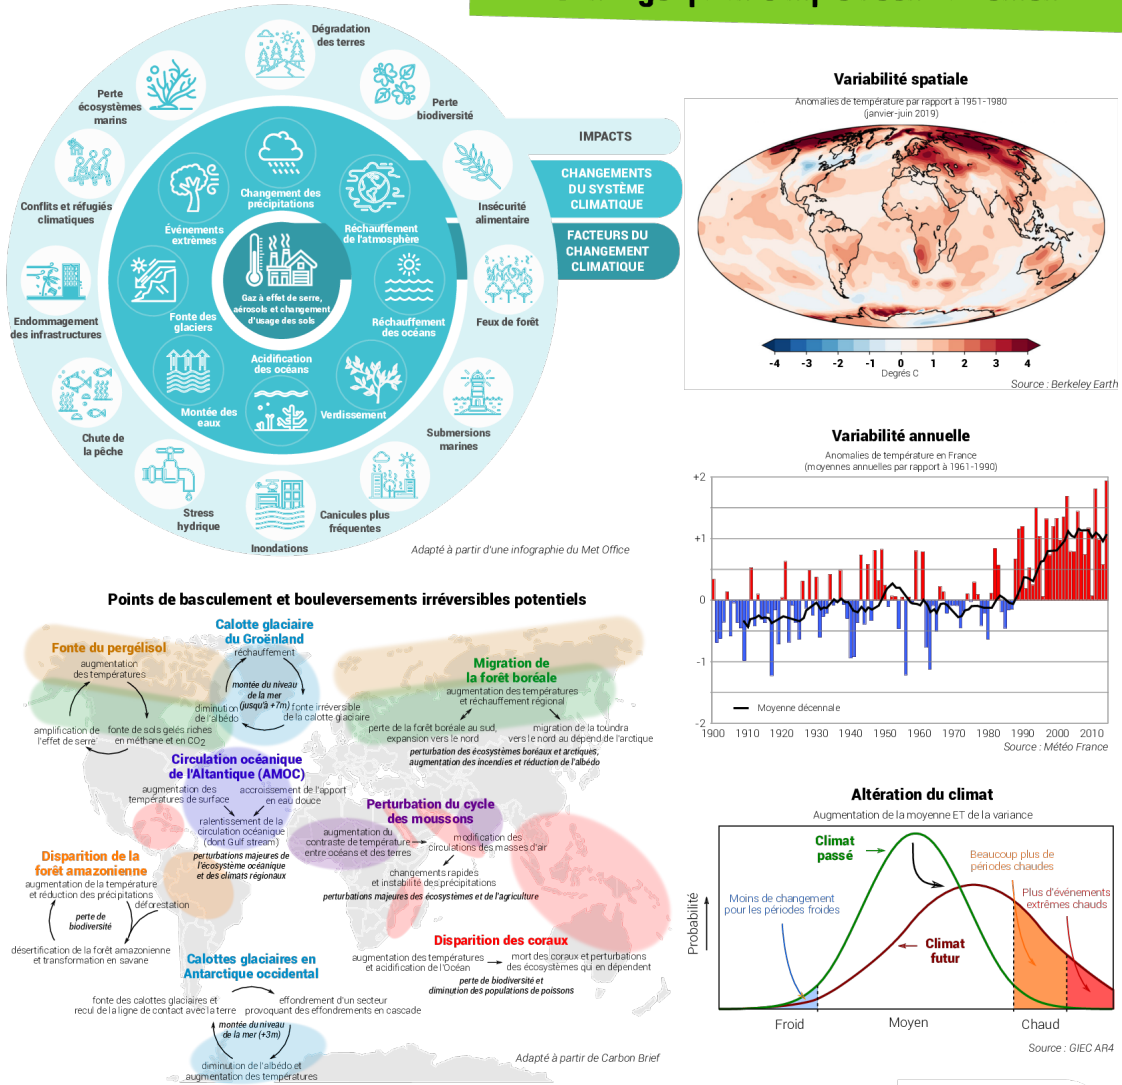 Dégradation
des terres
Perte
écosystèmes
marins
Perte
biodiversité
Conflits et réfugiés
climatiques
Insécurité
alimentaire
Endommagement
des infrastructures
Feux de forêt
Chute de
la pêche
Submersions
marines
Stress
hydrique
Canicules plus
fréquentes
Inondations
Changement des
précipitations
Événements
extrêmes
Réchauffement
de l'atmosphère
Fonte des
glaciers
Réchauffement
des océans
Montée des
eaux
Verdissement
Acidification
des océans
Gaz à effet de serre,
aérosols et changement
d'usage des sols
IMPACTS
CHANGEMENTS
DU SYSTÈME
CLIMATIQUE
FACTEURS DU
CHANGEMENT
CLIMATIQUE
Adapté à partir d'une infographie du Met Office
Variabilité spatiale
Anomalies de température par rapport à 1951-1980
(janvier-juin 2019)
-4 -3 -2 -1 0 1 2 3 4
Degrés C
Source : Berkeley Earth
Variabilité annuelle
Anomalies de température en France
(moyennes annuelles par rapport à 1961-1990)
+2
+1
0
-1
-2
Moyenne décennale
1900 1910 1920 1930 1940 1950 1960 1970 1980 1990 2000 2010
Source : Météo France
Points de basculement et bouleversements irréversibles potentiels
Fonte du pergélisol
augmentation
des températures
amplification de
l'effet de serre
fonte de sols gelés riches
en méthane et en CO2
Calotte glaciaire
du Groënland
réchauffement
montée du niveau
de la mer
(jusqu'à +7m)
diminution
de l'albédo
fonte irréversible
de la calotte glaciaire
Migration de
la forêt boréale
augmentation des températures
et réchauffement régional
perte de la forêt boréale au sud,
expansion vers le nord
migration de la toundra
vers le nord au dépend de l'arctique
perturbation des écosystèmes boréaux et arctiques,
augmentation des incendies et réduction de l'albédo
Circulation océanique
de l'Altantique (AMOC)
augmentation des
températures de surface
accroissement de l'apport
en eau douce
ralentissement de la
circulation océanique
(dont Gulf stream)
perturbations majeures de
l'écosystème océanique
et des climats régionaux
Perturbation du cycle
des moussons
augmentation du
contraste de température
entre océans et des terres
modification des
circulations des masses d'air
changements rapides
et instabilité des précipitations
perturbations majeures des écosystèmes et de l'agriculture
Disparition de la
forêt amazonienne
augmentation de la température
et réduction des précipitations
déforestation
perte de
biodiversité
désertification de la forêt amazonienne
et transformation en savane
Disparition des coraux
augmentation des températures
et acidification de l'Océan
mort des coraux et perturbations
des écosystèmes qui en dépendent
perte de biodiversité et
diminution des populations de poissons
Calottes glaciaires en
Antarctique occidental
fonte des calottes glaciaires et
recul de la ligne de contact avec la terre
effondrement d'un secteur
provoquant des effondrements en cascade
montée du niveau
de la mer (+3m)
diminution de l'albédo et
augmentation des températures
Adapté à partir de Carbon Brief
Altération du climat
Augmentation de la moyenne ET de la variance
Probabilité
Climat
passé
Beaucoup plus de
périodes chaudes
Moins de changement
pour les périodes froides
Plus d'événements
extrêmes chauds
Climat
futur
Froid
Moyen
Chaud
Source : GIEC AR4